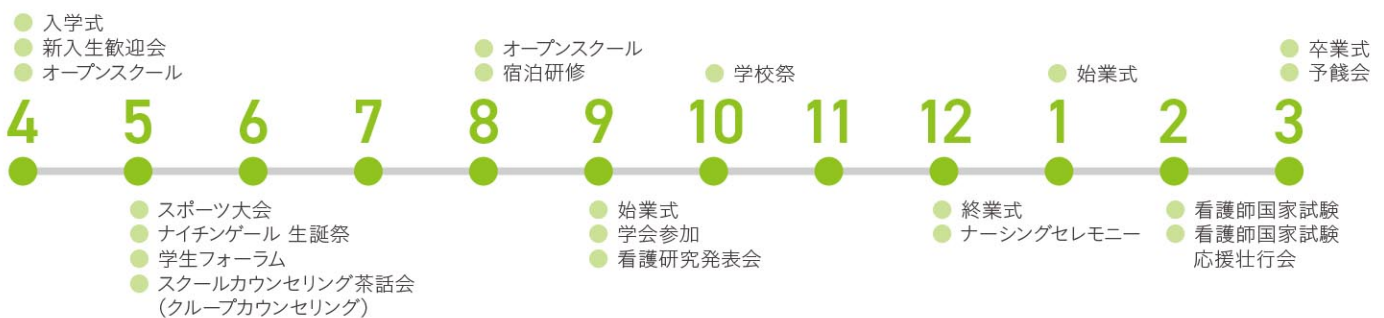 入学式
新入生歓迎会
オープンスクール
オープンスクール
宿泊研修
学校祭
始業式
卒業式
予餞会
4 5 6 7 8 9 10 11 12 1 2 3
スポーツ大会
ナイチンゲール 生誕祭
学生フォーラム
スクールカウンセリング茶話会
(クループカウンセリング)
始業式
学会参加
看護研究発表会
終業式
ナーシングセレモニー
看護師国家試験
看護師国家試験
応援壮行会